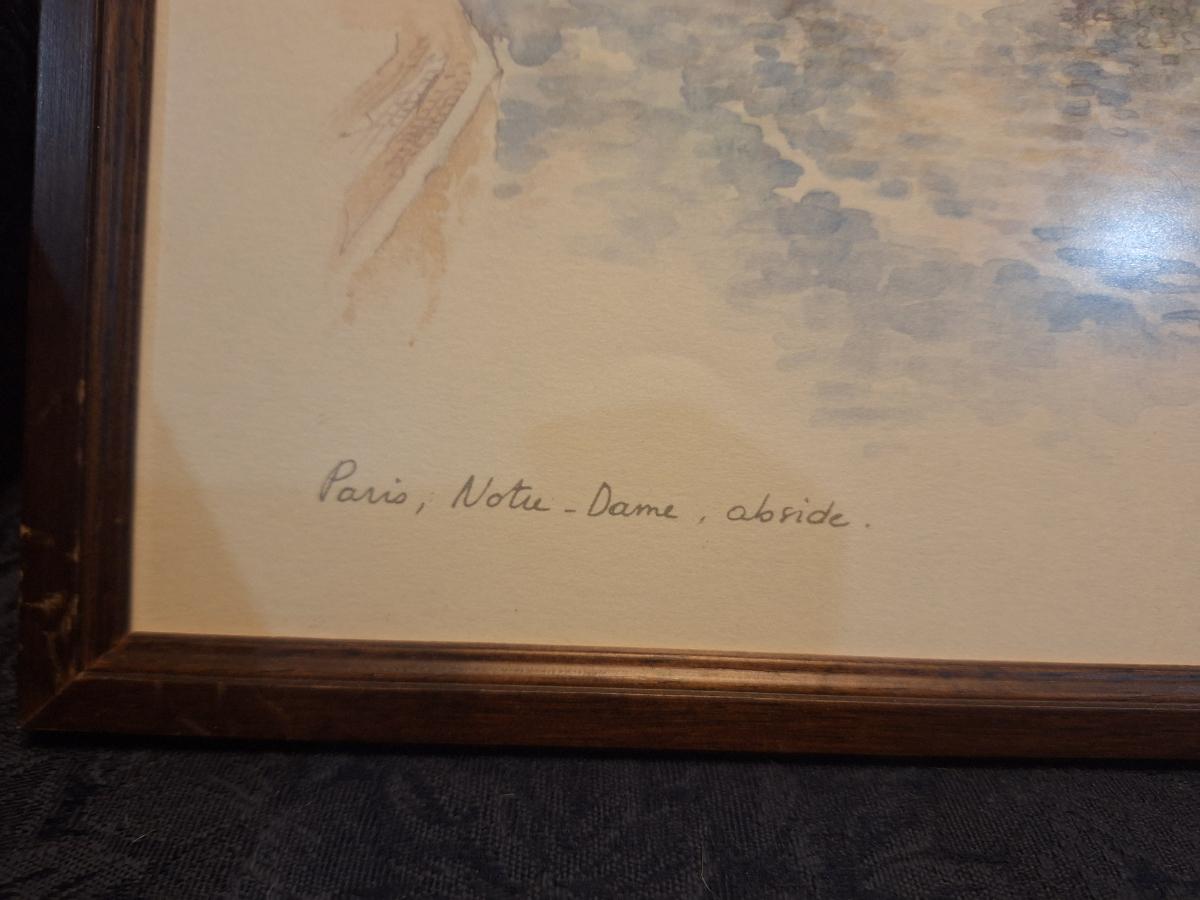 Paris, Notre - Dame, abside.